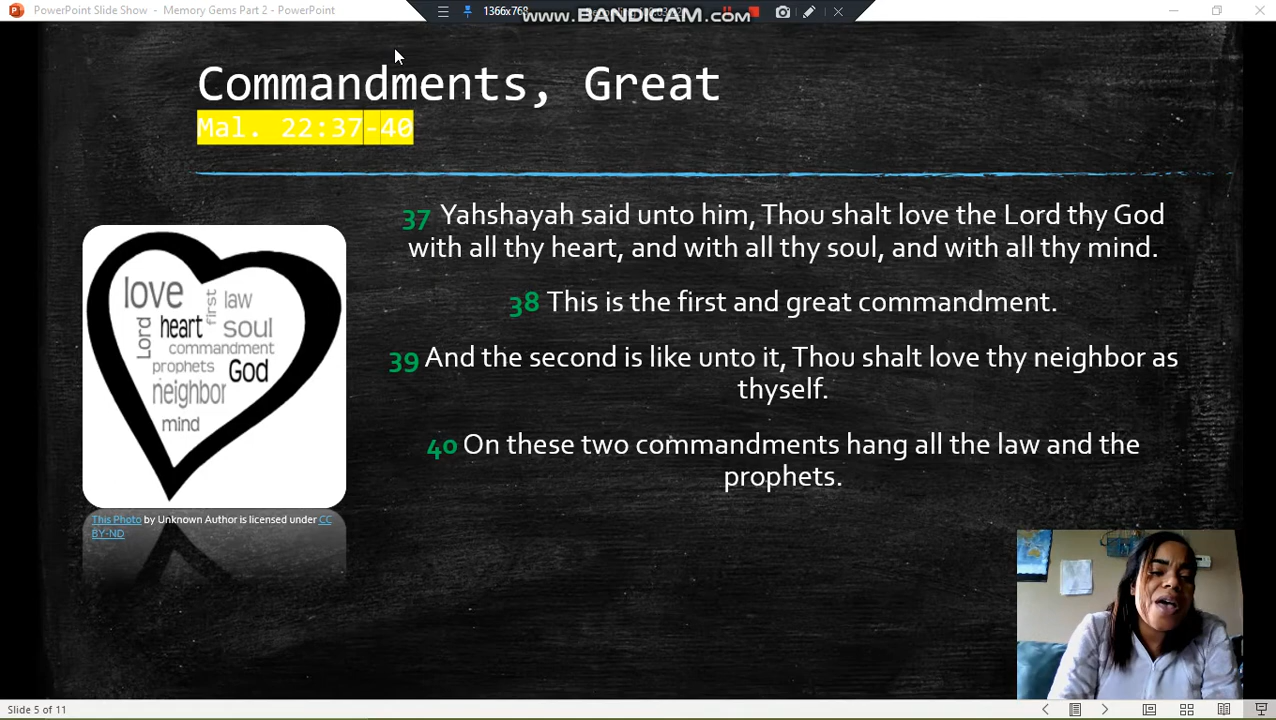 PowerPoint Slide Show - Memory Gems Part 2 - PowerPoint
1366x768
www.BANDICAM.com
Commandments, Great
Mal. 22:37-40
37 Yahshayah said unto him, Thou shalt love the Lord thy God
with all thy heart, and with all thy soul, and with all thy mind.
38 This is the first and great commandment.
39 And the second is like unto it, Thou shalt love thy neighbor as
thyself.
40 On these two commandments hang all the law and the
prophets.
love
first
law
Lord
heart
soul
commandment
prophets
God
neighbor
mind
This Photo by Unknown Author is licensed under CC
BY-ND
Slide 5 of 11